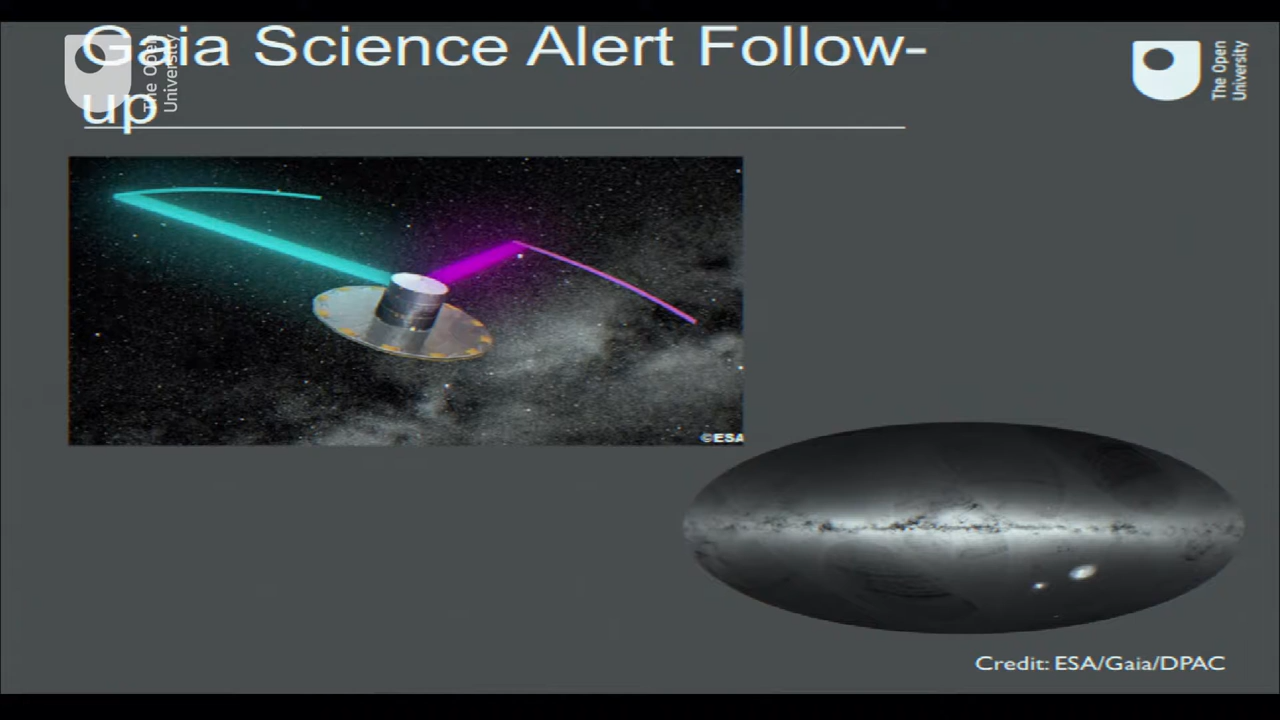 Gaia Science Alert Follow-
up
The Open
University
The Open
University
©ESA
Credit: ESA/Gaia/DPAC